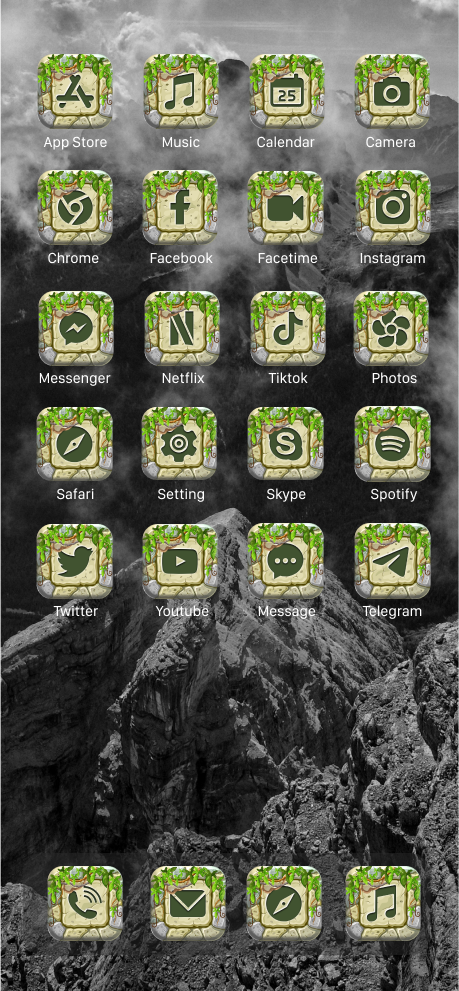 25
App Store Music Calendar Camera
Chrome Facebook Facetime Instagram
Messenger Netflix Tiktok Photos
S
Safari Setting Skype Spotify
Twitter Youtube Message Telegram